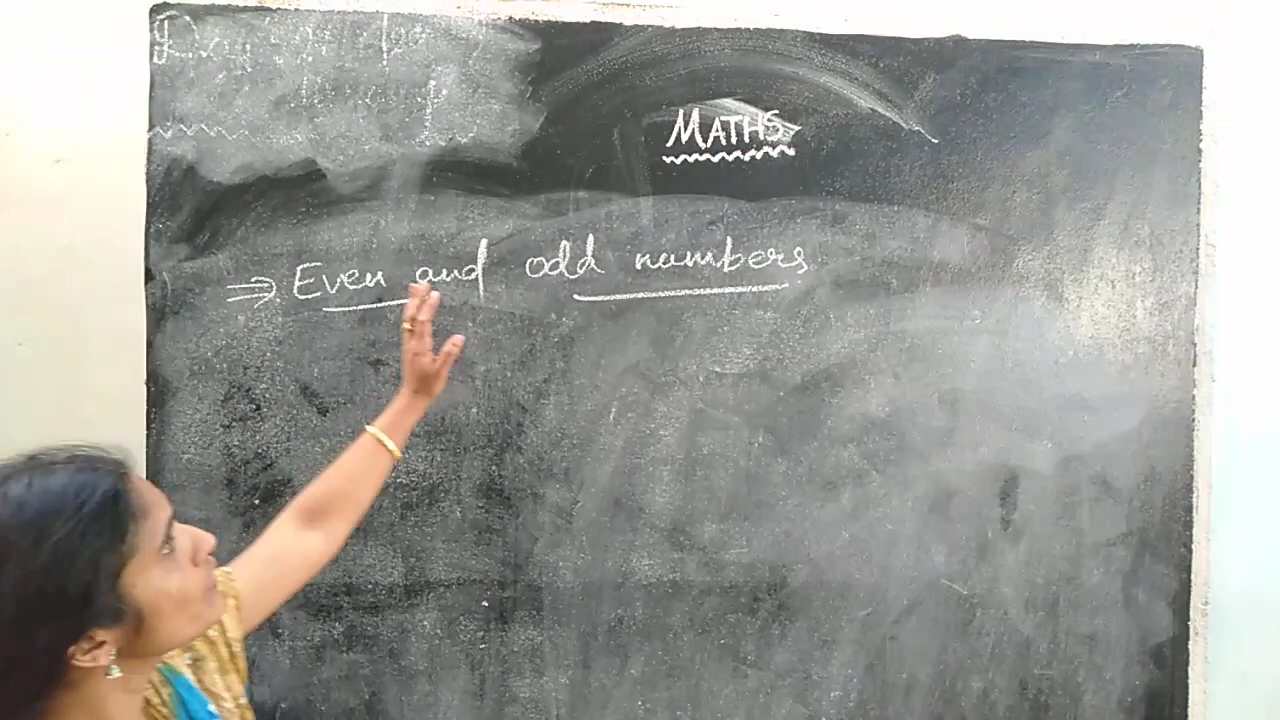 MATHS
⇒ Even and odd numbers